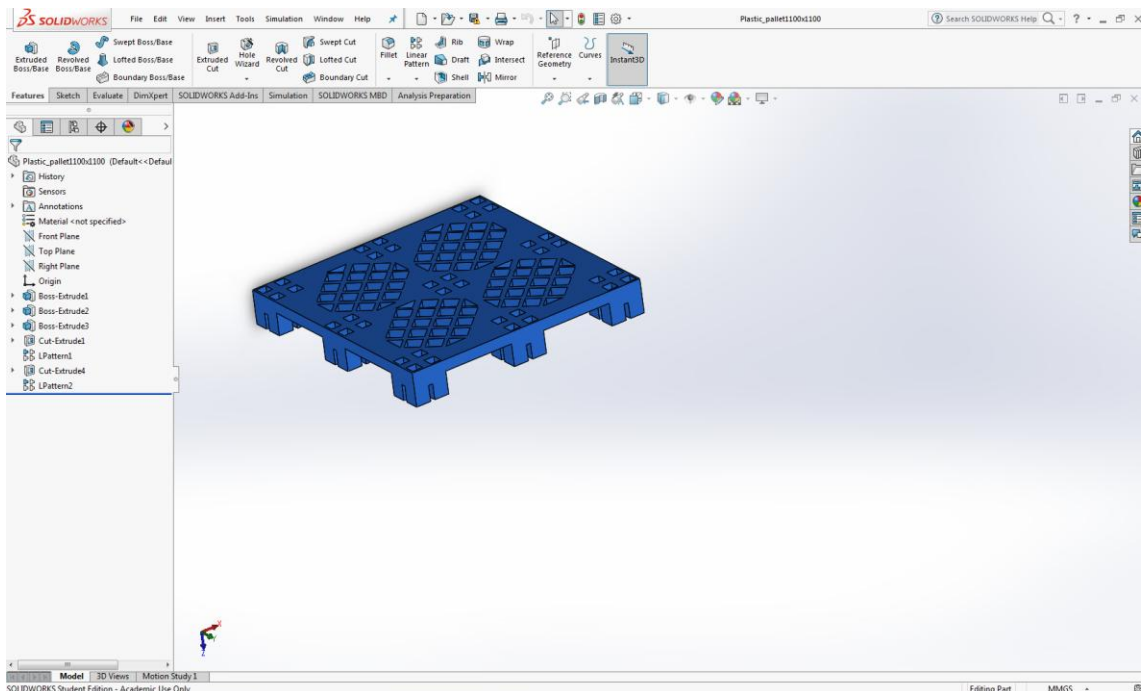 SOLIDWORKS File Edit View Insert Tools Simulation Window Help Plastic_pallet1100x1100 Search SOLIDWORKS Help
Extruded Boss/Base
Revolved Boss/Base
Swept Boss/Base
Lofted Boss/Base
Boundary Boss/Base
Extruded Cut
Hole Wizard
Revolved Cut
Swept Cut
Lofted Cut
Boundary Cut
Fillet
Linear Pattern
Rib
Draft
Shell
Wrap
Intersect
Mirror
Reference Geometry
Curves
Instant3D
Features Sketch Evaluate DimXpert SOLIDWORKS Add-Ins Simulation SOLIDWORKS MBD Analysis Preparation
Plastic_pallet1100x1100 (Default<<Defaul
History
Sensors
Annotations
Material <not specified>
Front Plane
Top Plane
Right Plane
Origin
Boss-Extrude1
Boss-Extrude2
Boss-Extrude3
Cut-Extrude1
LPattern1
Cut-Extrude4
LPattern2
X
Y
Z
Model 3D Views Motion Study 1
SOLIDWORKS Student Edition - Academic Use Only Editing Part MMGS